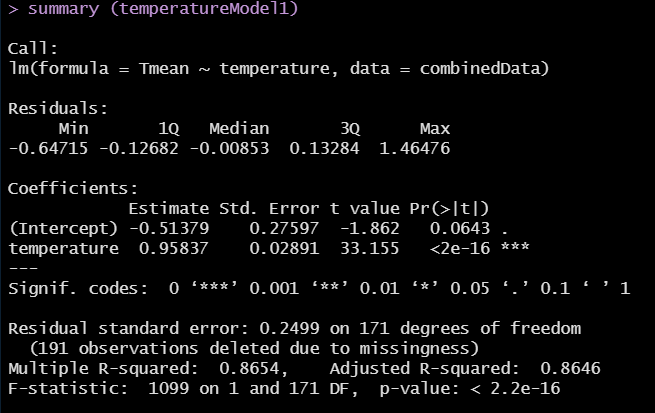 > summary (temperatureModel1)
Call:
lm(formula = Tmean ~ temperature, data = combinedData)
Residuals:
     Min       1Q   Median       3Q      Max
-0.64715 -0.12682 -0.00853  0.13284  1.46476
Coefficients:
            Estimate Std. Error t value Pr(>|t|)
(Intercept) -0.51379    0.27597  -1.862   0.0643 .
temperature  0.95837    0.02891  33.155   <2e-16 ***
---
Signif. codes:  0 ‘***’ 0.001 ‘**’ 0.01 ‘*’ 0.05 ‘.’ 0.1 ‘ ’ 1
Residual standard error: 0.2499 on 171 degrees of freedom
  (191 observations deleted due to missingness)
Multiple R-squared:  0.8654,    Adjusted R-squared:  0.8646
F-statistic:  1099 on 1 and 171 DF,  p-value: < 2.2e-16